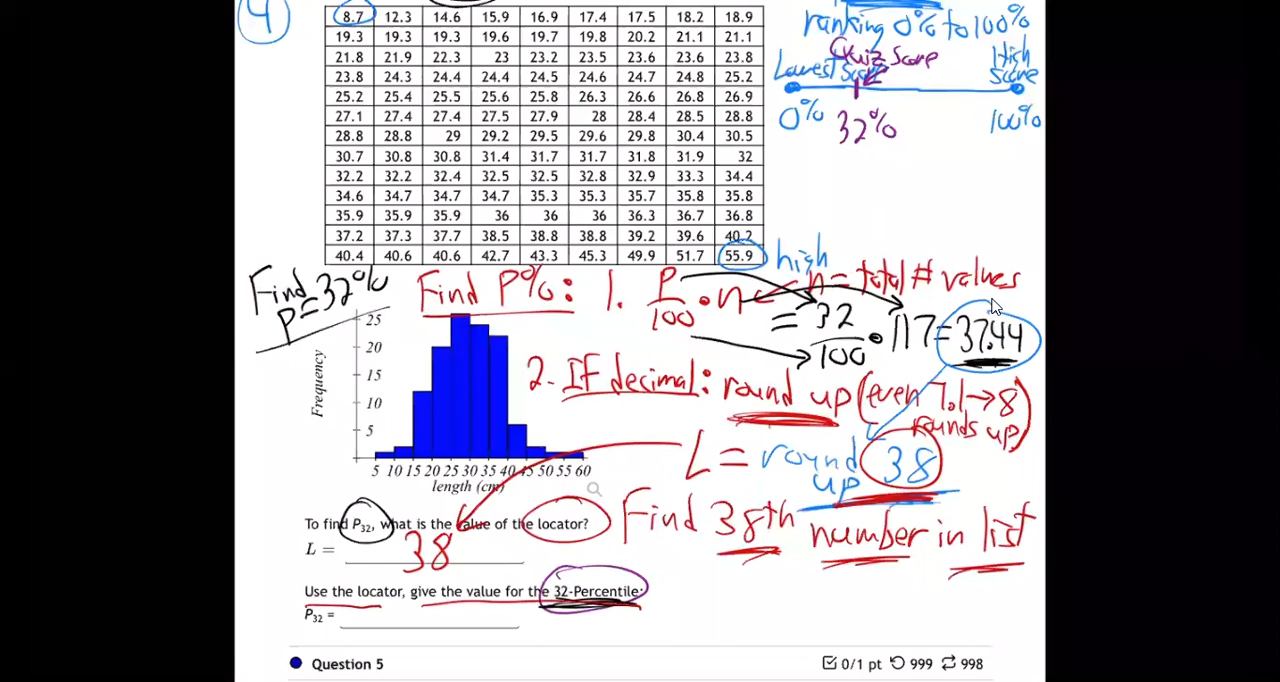 4
8.7 12.3 14.6 15.9 16.9 17.4 17.5 18.2 18.9
19.3 19.3 19.3 19.6 19.7 19.8 20.2 21.1 21.1
21.8 21.9 22.3 23 23.2 23.5 23.6 23.6 23.8
23.8 24.3 24.4 24.4 24.5 24.6 24.7 24.8 25.2
25.2 25.4 25.5 25.6 25.8 26.3 26.6 26.8 26.9
27.1 27.4 27.4 27.5 27.9 28 28.4 28.5 28.8
28.8 28.8 29 29.2 29.5 29.6 29.8 30.4 30.5
30.7 30.8 30.8 31.4 31.7 31.7 31.8 31.9 32
32.2 32.2 32.4 32.5 32.5 32.8 32.9 33.3 34.4
34.6 34.7 34.7 34.7 35.3 35.3 35.7 35.8 35.8
35.9 35.9 35.9 36 36 36 36.3 36.7 36.8
37.2 37.3 37.7 38.5 38.8 38.8 39.2 39.6 40.2
40.4 40.6 40.6 42.7 43.3 45.3 49.9 51.7 55.9
high
ranking 0% to 100%
Quiz Score
Lowest Score
High Score
0% 32% 100%
Find P=32%
Find P%: 1. P/100 • n
n = total # values
= 32/100 • 117 = 37.44
2. If decimal: round up (even 7.1→8 rounds up)
L = round up 38
Find 38th number in list
Frequency
25
20
15
10
5
5 10 15 20 25 30 35 40 45 50 55 60
length (cm)
To find P32, what is the value of the locator?
L = 38
Use the locator, give the value for the 32-Percentile:
P32 =
Question 5
0/1 pt 999 998